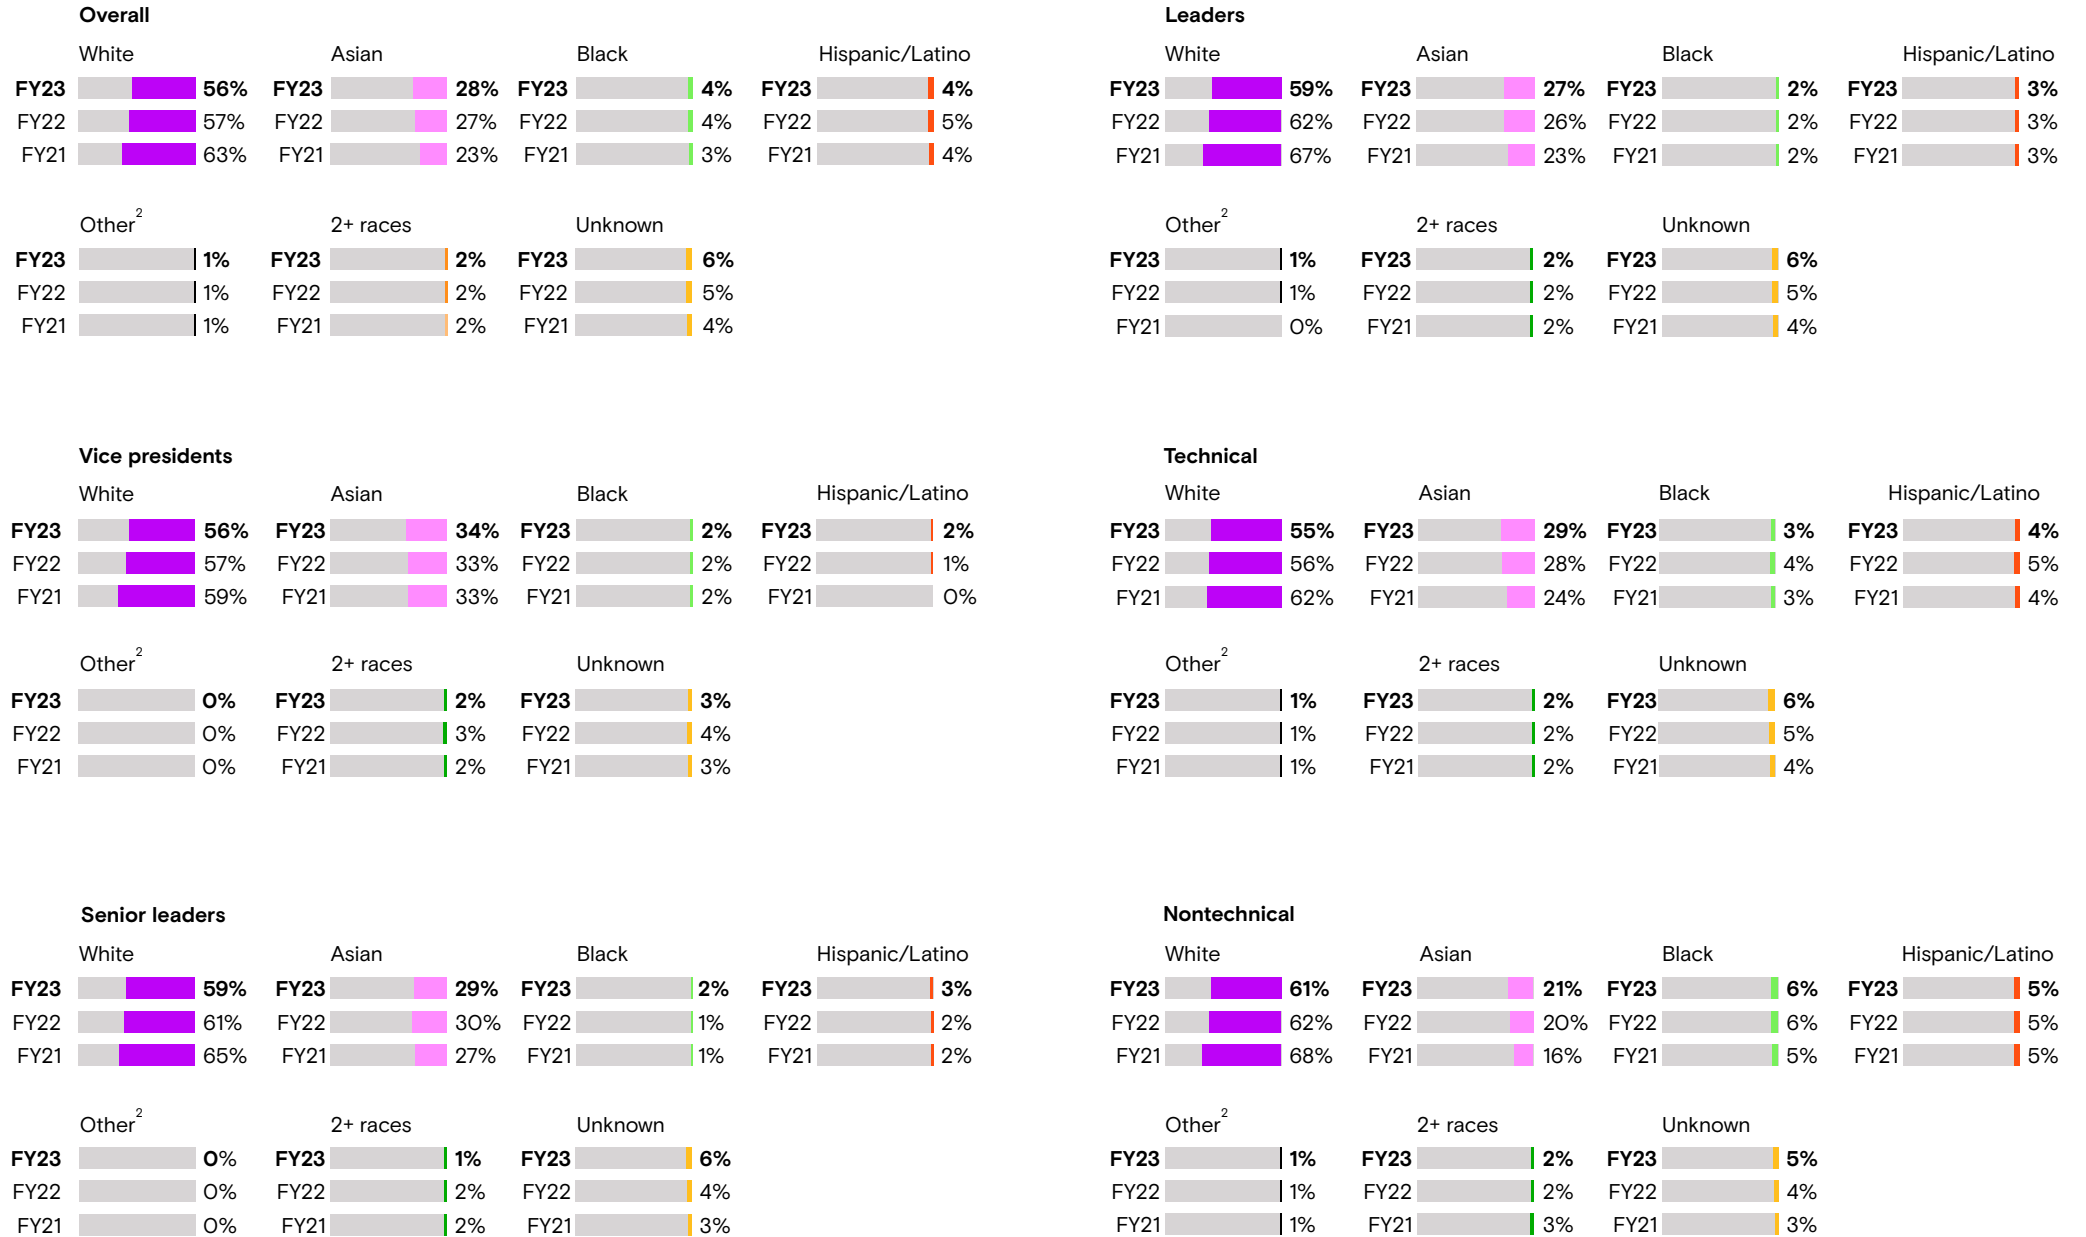 Overall
White Asian Black Hispanic/Latino
FY23 56% FY23 28% FY23 4% FY23 4%
FY22 57% FY22 27% FY22 4% FY22 5%
FY21 63% FY21 23% FY21 3% FY21 4%
Other2 2+ races Unknown
FY23 1% FY23 2% FY23 6%
FY22 1% FY22 2% FY22 5%
FY21 1% FY21 2% FY21 4%
Leaders
White Asian Black Hispanic/Latino
FY23 59% FY23 27% FY23 2% FY23 3%
FY22 62% FY22 26% FY22 2% FY22 3%
FY21 67% FY21 23% FY21 2% FY21 3%
Other2 2+ races Unknown
FY23 1% FY23 2% FY23 6%
FY22 1% FY22 2% FY22 5%
FY21 0% FY21 2% FY21 4%
Vice presidents
White Asian Black Hispanic/Latino
FY23 56% FY23 34% FY23 2% FY23 2%
FY22 57% FY22 33% FY22 2% FY22 1%
FY21 59% FY21 33% FY21 2% FY21 0%
Other2 2+ races Unknown
FY23 0% FY23 2% FY23 3%
FY22 0% FY22 3% FY22 4%
FY21 0% FY21 2% FY21 3%
Technical
White Asian Black Hispanic/Latino
FY23 55% FY23 29% FY23 3% FY23 4%
FY22 56% FY22 28% FY22 4% FY22 5%
FY21 62% FY21 24% FY21 3% FY21 4%
Other2 2+ races Unknown
FY23 1% FY23 2% FY23 6%
FY22 1% FY22 2% FY22 5%
FY21 1% FY21 2% FY21 4%
Senior leaders
White Asian Black Hispanic/Latino
FY23 59% FY23 29% FY23 2% FY23 3%
FY22 61% FY22 30% FY22 1% FY22 2%
FY21 65% FY21 27% FY21 1% FY21 2%
Other2 2+ races Unknown
FY23 0% FY23 1% FY23 6%
FY22 0% FY22 2% FY22 4%
FY21 0% FY21 2% FY21 3%
Nontechnical
White Asian Black Hispanic/Latino
FY23 61% FY23 21% FY23 6% FY23 5%
FY22 62% FY22 20% FY22 6% FY22 5%
FY21 68% FY21 16% FY21 5% FY21 5%
Other2 2+ races Unknown
FY23 1% FY23 2% FY23 5%
FY22 1% FY22 2% FY22 4%
FY21 1% FY21 3% FY21 3%